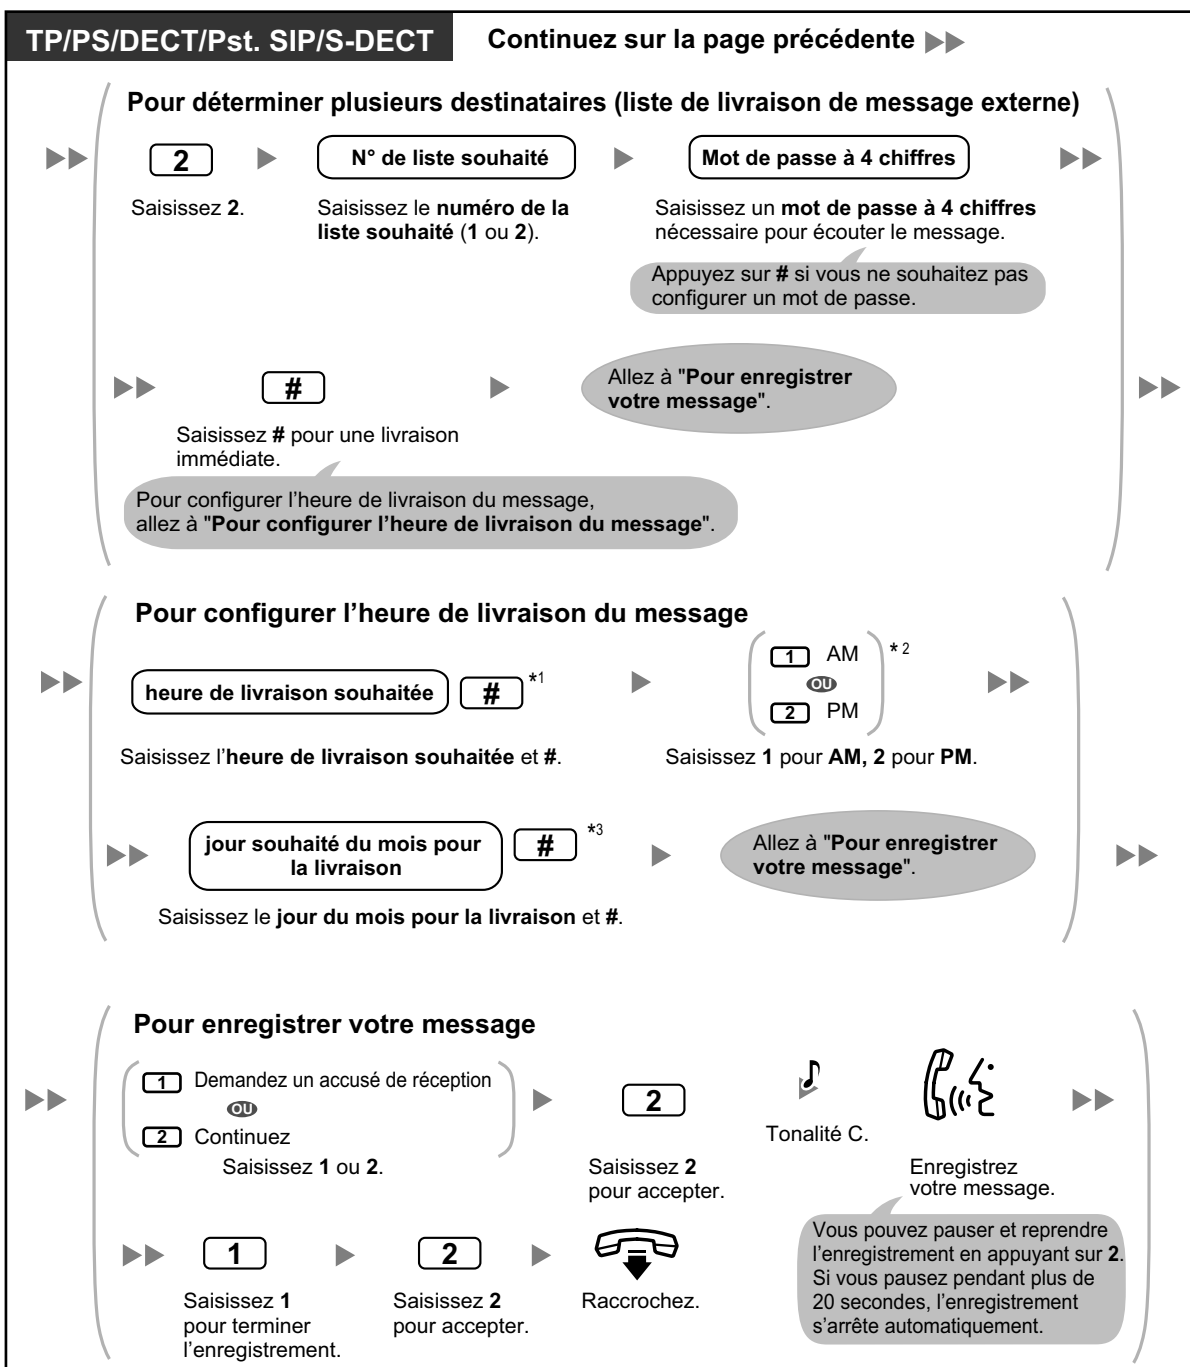 TP/PS/DECT/Pst. SIP/S-DECT
Continuez sur la page précédente
Pour déterminer plusieurs destinataires (liste de livraison de message externe)
2
N° de liste souhaité
Mot de passe à 4 chiffres
Saisissez 2.
Saisissez le numéro de la
liste souhaité (1 ou 2).
Saisissez un mot de passe à 4 chiffres
nécessaire pour écouter le message.
Appuyez sur # si vous ne souhaitez pas
configurer un mot de passe.
#
Allez à "Pour enregistrer
votre message".
Saisissez # pour une livraison
immédiate.
Pour configurer l’heure de livraison du message,
allez à "Pour configurer l’heure de livraison du message".
Pour configurer l’heure de livraison du message
heure de livraison souhaitée # *1
1 AM *2
OU
2 PM
Saisissez l’heure de livraison souhaitée et #.
Saisissez 1 pour AM, 2 pour PM.
jour souhaité du mois pour
la livraison
# *3
Allez à "Pour enregistrer
votre message".
Saisissez le jour du mois pour la livraison et #.
Pour enregistrer votre message
1 Demandez un accusé de réception
OU
2 Continuez
Saisissez 1 ou 2.
2
Saisissez 2
pour accepter.
Tonalité C.
Enregistrez
votre message.
Vous pouvez pauser et reprendre
l’enregistrement en appuyant sur 2.
Si vous pausez pendant plus de
20 secondes, l’enregistrement
s’arrête automatiquement.
1
Saisissez 1
pour terminer
l’enregistrement.
2
Saisissez 2
pour accepter.
Raccrochez.